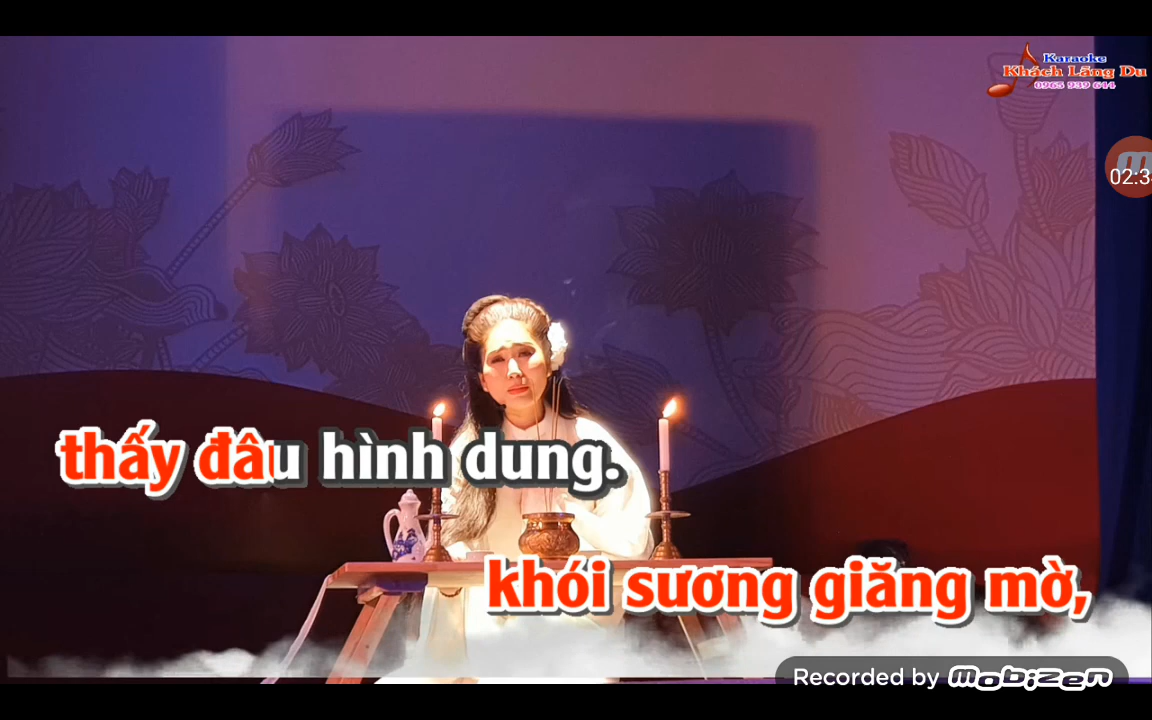 Karaoke
Khách Lãng Du
0965 939 644
02:3
thấy đâu hình dung.
khói sương giăng mờ,
Recorded by mobizen